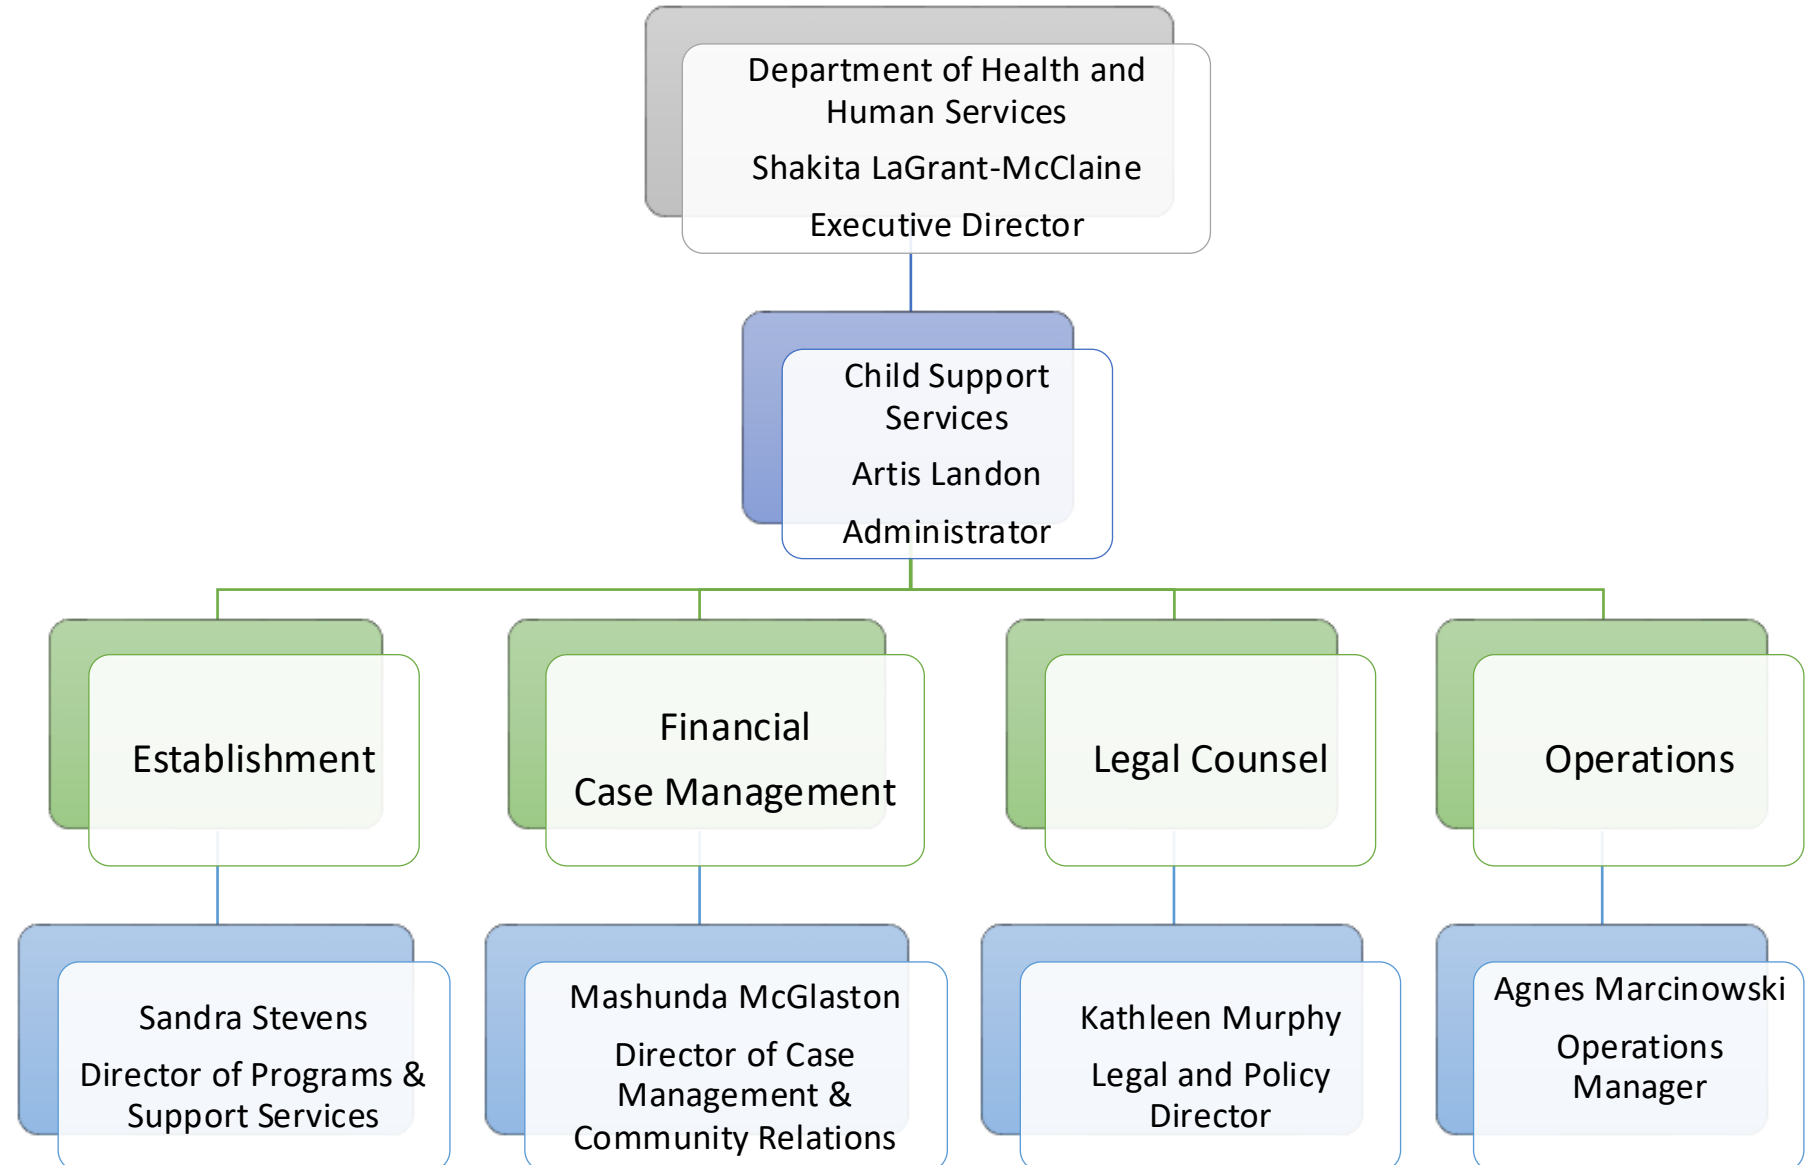 Department of Health and
Human Services
Shakita LaGrant-McClaine
Executive Director
Child Support
Services
Artis Landon
Administrator
Establishment
Financial
Case Management
Legal Counsel
Operations
Sandra Stevens
Director of Programs &
Support Services
Mashunda McGlaston
Director of Case
Management &
Community Relations
Kathleen Murphy
Legal and Policy
Director
Agnes Marcinowski
Operations
Manager